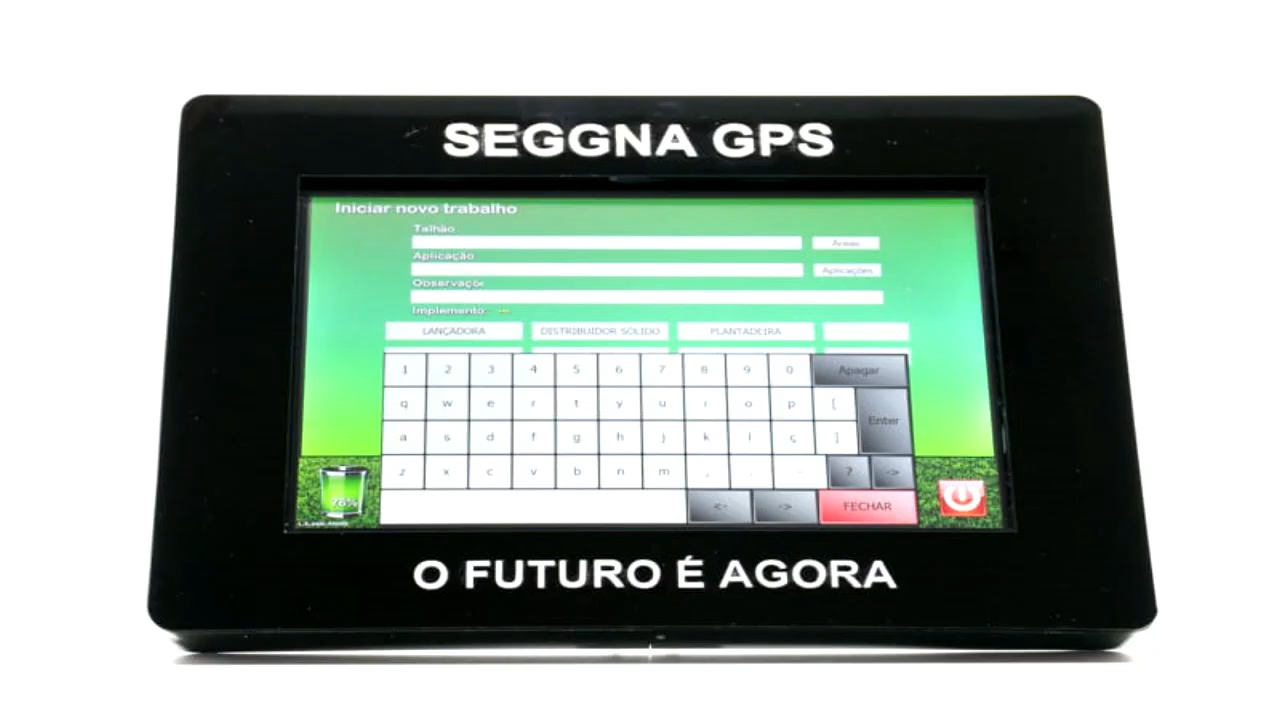 SEGGNA GPS
Iniciar novo trabalho
Talhão
Áreas
Aplicação
Aplicações
Observaçõe
Implemento: ---
LANÇADORA DISTRIBUIDOR SÓLIDO PLANTADEIRA
1 2 3 4 5 6 7 8 9 0 Apagar
q w e r t y u i o p [
Enter
a s d f g h j k l ç ]
z x c v b n m , . - ? ->
<- -> FECHAR
76%
O FUTURO É AGORA